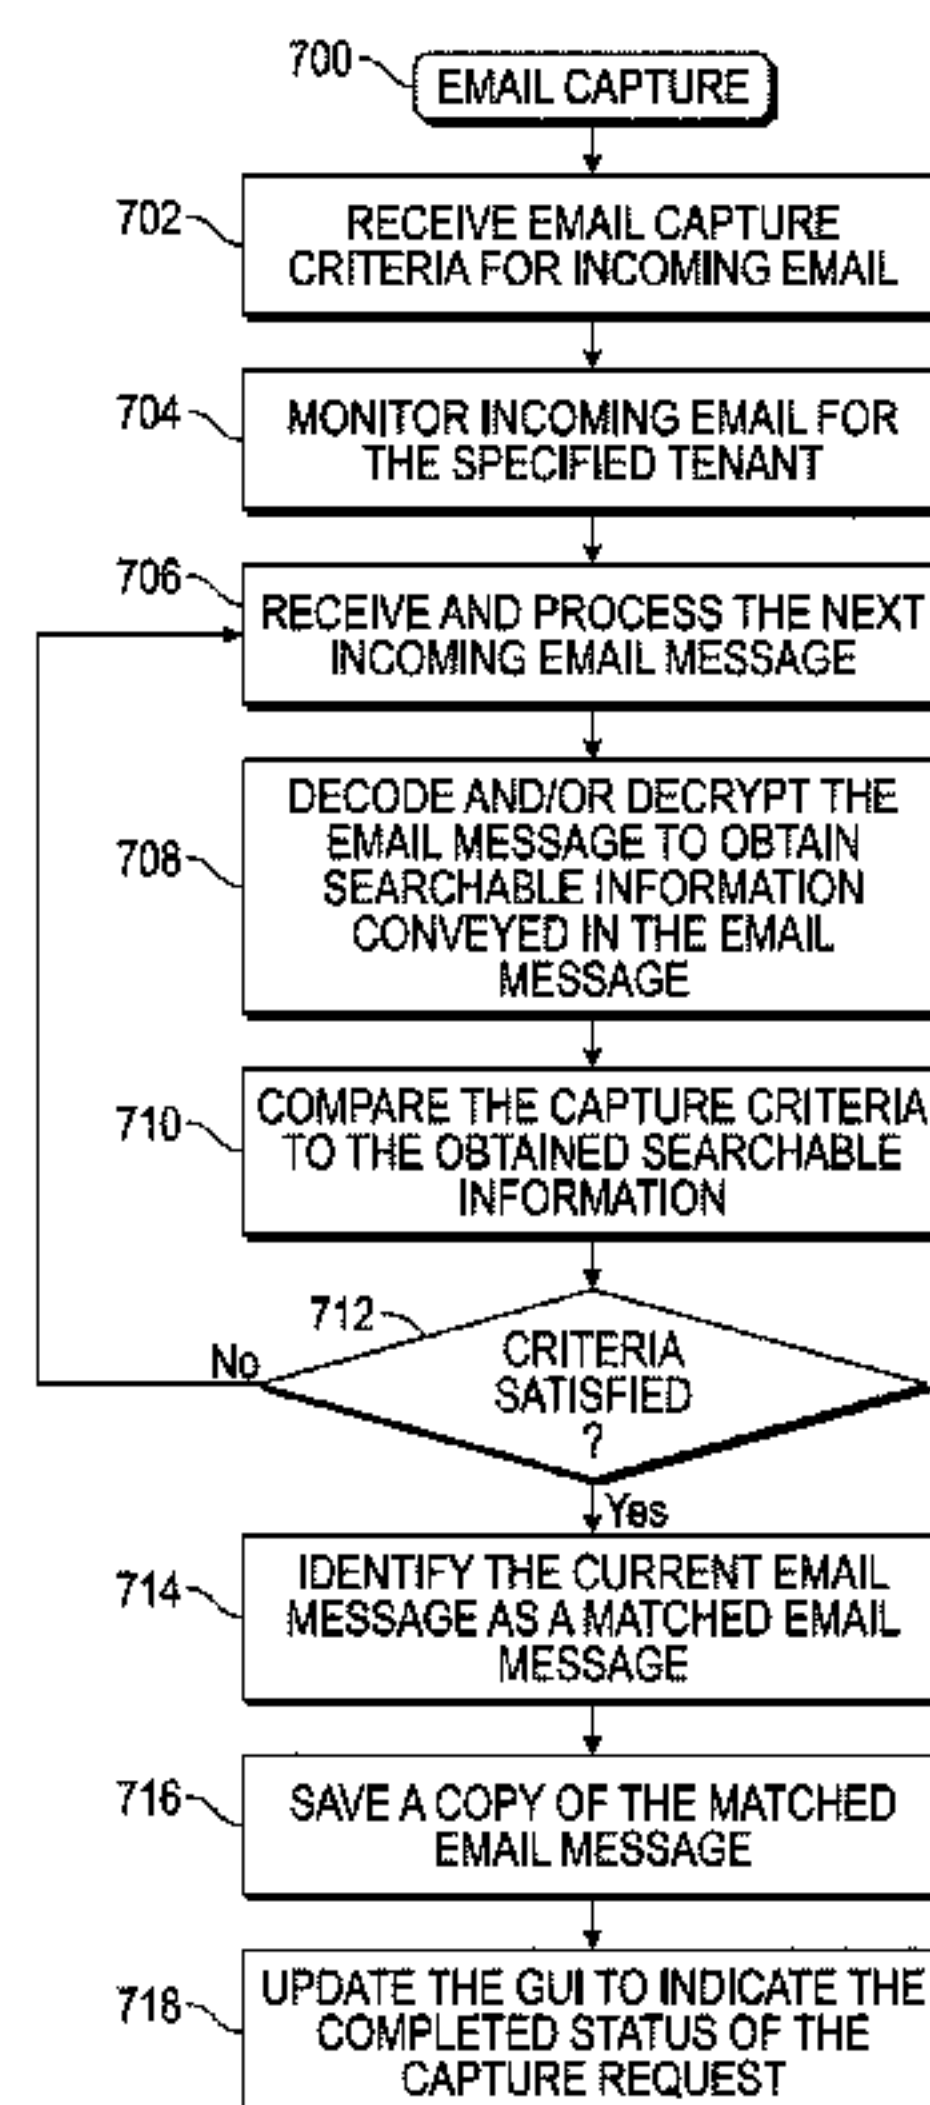 700
EMAIL CAPTURE
702
RECEIVE EMAIL CAPTURE
CRITERIA FOR INCOMING EMAIL
704
MONITOR INCOMING EMAIL FOR
THE SPECIFIED TENANT
706
RECEIVE AND PROCESS THE NEXT
INCOMING EMAIL MESSAGE
708
DECODE AND/OR DECRYPT THE
EMAIL MESSAGE TO OBTAIN
SEARCHABLE INFORMATION
CONVEYED IN THE EMAIL
MESSAGE
710
COMPARE THE CAPTURE CRITERIA
TO THE OBTAINED SEARCHABLE
INFORMATION
712
CRITERIA
SATISFIED
?
No
Yes
714
IDENTIFY THE CURRENT EMAIL
MESSAGE AS A MATCHED EMAIL
MESSAGE
716
SAVE A COPY OF THE MATCHED
EMAIL MESSAGE
718
UPDATE THE GUI TO INDICATE THE
COMPLETED STATUS OF THE
CAPTURE REQUEST